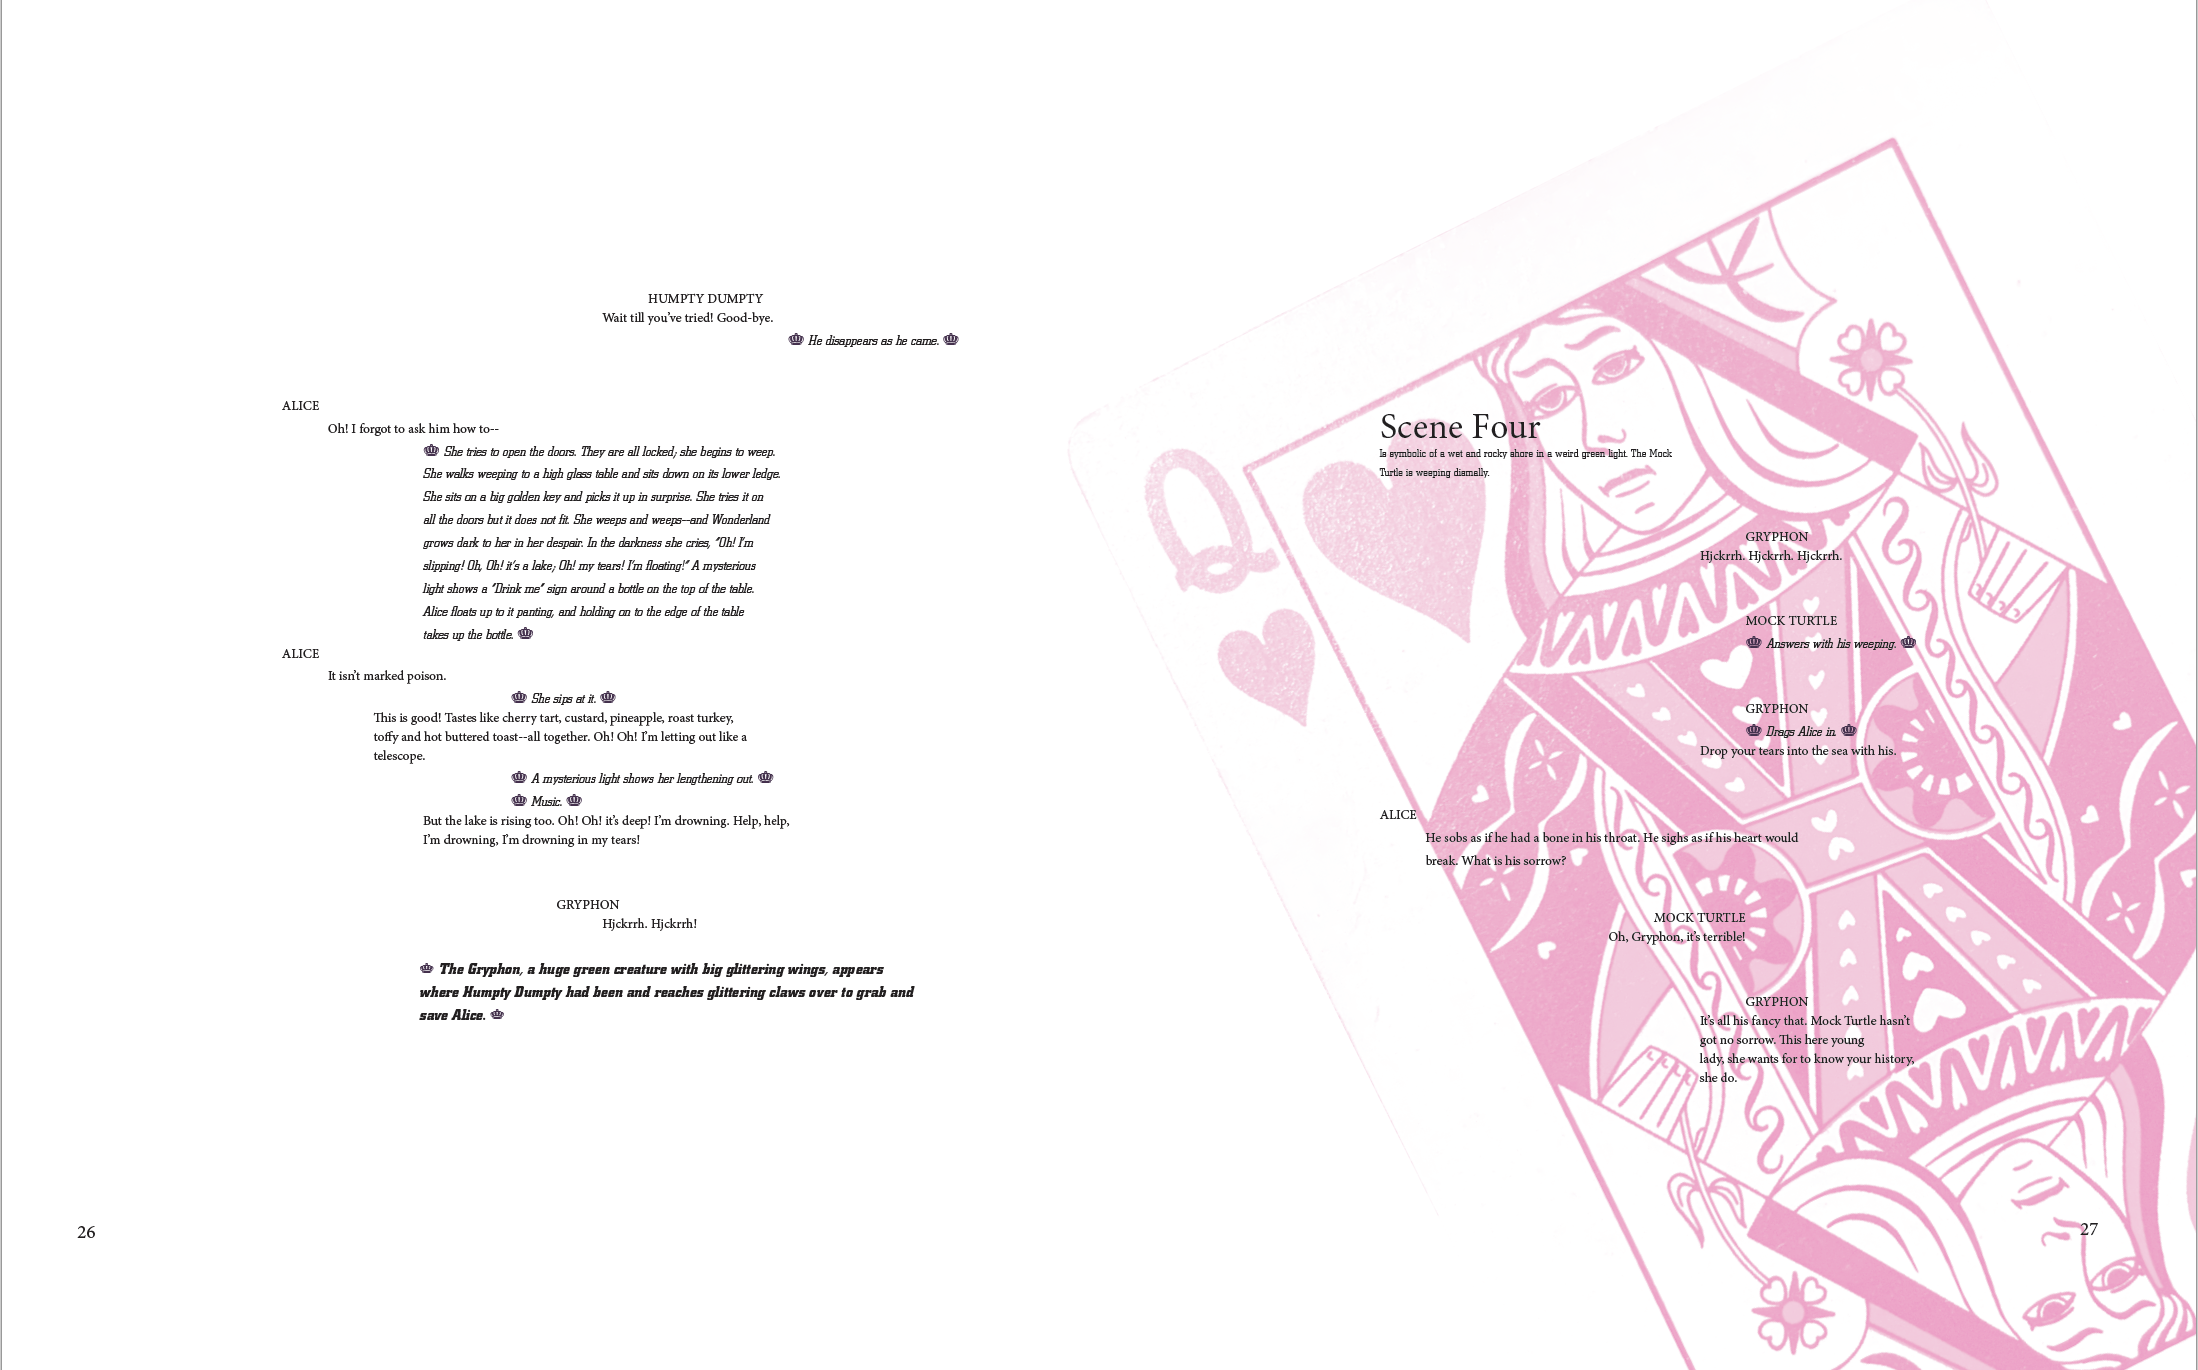 HUMPTY DUMPTY
Wait till you’ve tried! Good-bye.
He disappears as he came.
ALICE
Oh! I forgot to ask him how to--
She tries to open the doors. They are all locked; she begins to weep.
She walks weeping to a high glass table and sits down on its lower ledge.
She sits on a big golden key and picks it up in surprise. She tries it on
all the doors but it does not fit. She weeps and weeps--and Wonderland
grows dark to her in her despair. In the darkness she cries, “Oh! I’m
slipping! Oh, Oh! it’s a lake; Oh! my tears! I’m floating!” A mysterious
light shows a “Drink me” sign around a bottle on the top of the table.
Alice floats up to it panting, and holding on to the edge of the table
takes up the bottle.
ALICE
It isn’t marked poison.
She sips at it.
This is good! Tastes like cherry tart, custard, pineapple, roast turkey,
toffy and hot buttered toast--all together. Oh! Oh! I’m letting out like a
telescope.
A mysterious light shows her lengthening out.
Music.
But the lake is rising too. Oh! Oh! it’s deep! I’m drowning. Help, help,
I’m drowning, I’m drowning in my tears!
GRYPHON
Hjckrrh. Hjckrrh!
The Gryphon, a huge green creature with big glittering wings, appears
where Humpty Dumpty had been and reaches glittering claws over to grab and
save Alice.
26
Q
Scene Four
Is symbolic of a wet and rocky shore in a weird green light. The Mock
Turtle is weeping dismally.
GRYPHON
Hjckrrh. Hjckrrh. Hjckrrh.
MOCK TURTLE
Answers with his weeping.
GRYPHON
Drags Alice in.
Drop your tears into the sea with his.
ALICE
He sobs as if he had a bone in his throat. He sighs as if his heart would
break. What is his sorrow?
MOCK TURTLE
Oh, Gryphon, it’s terrible!
GRYPHON
It’s all his fancy that. Mock Turtle hasn’t
got no sorrow. This here young
lady, she wants for to know your history,
she do.
27